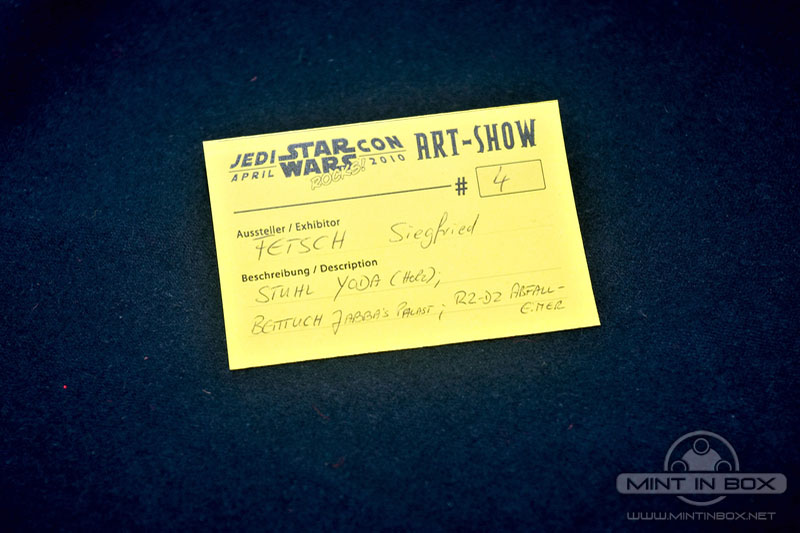 JEDI STAR CON ART-SHOW
APRIL WARS 2010
ROCKS!
# 4
Aussteller / Exhibitor
FETSCH Siegfried
Beschreibung / Description
STUHL YODA (HOLZ);
BETTTUCH JABBA'S PALAST; R2-D2 ABFALL-
EIMER
MINT IN BOX
WWW.MINTINBOX.NET